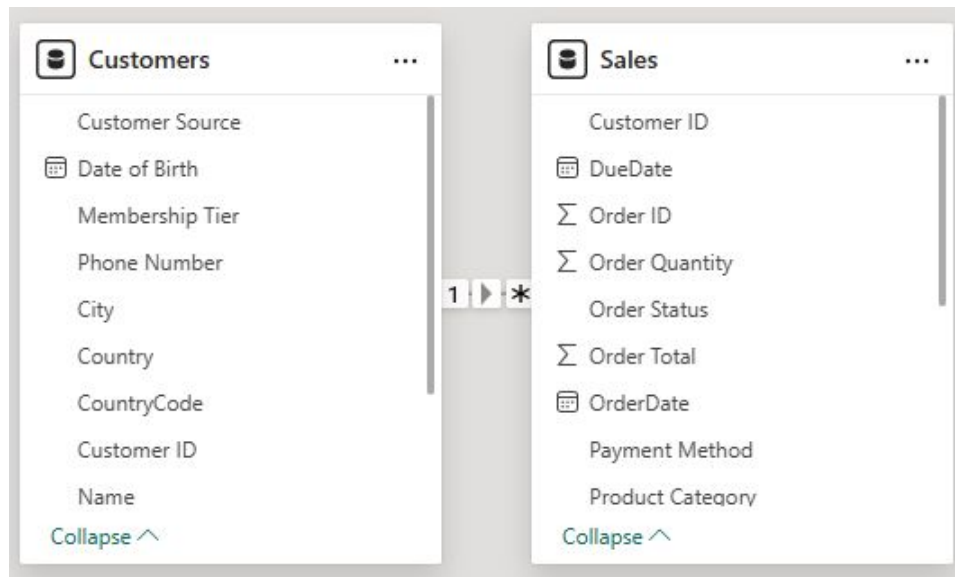 Customers
Customer Source
Date of Birth
Membership Tier
Phone Number
City
Country
CountryCode
Customer ID
Name
Collapse
1 *
Sales
Customer ID
DueDate
Σ Order ID
Σ Order Quantity
Order Status
Σ Order Total
OrderDate
Payment Method
Product Category
Collapse